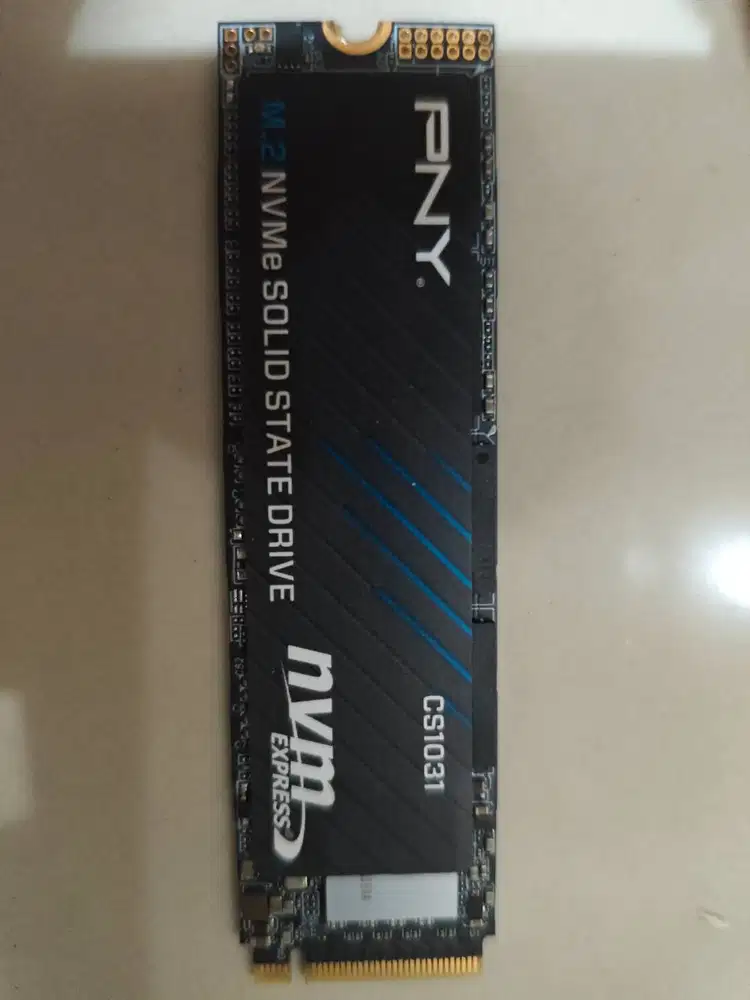 PNY®
M.2 NVMe SOLID STATE DRIVE
CS1031
nvm
EXPRESS